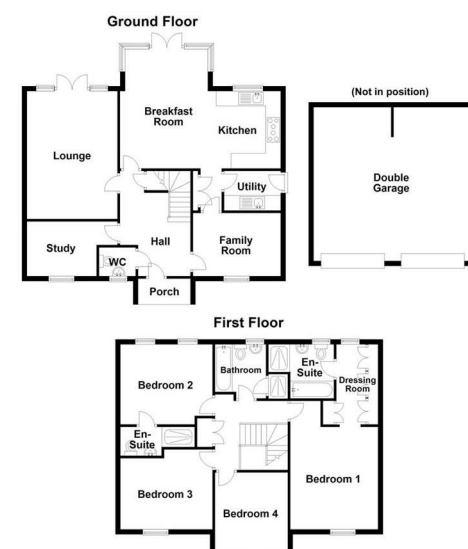 Ground Floor
Breakfast
Room
Kitchen
Lounge
Utility
Study
Hall
Family
Room
WC
Porch
(Not in position)
Double
Garage
First Floor
Bedroom 2
Bathroom
En-
Suite
Dressing
Room
En-
Suite
Bedroom 3
Bedroom 4
Bedroom 1